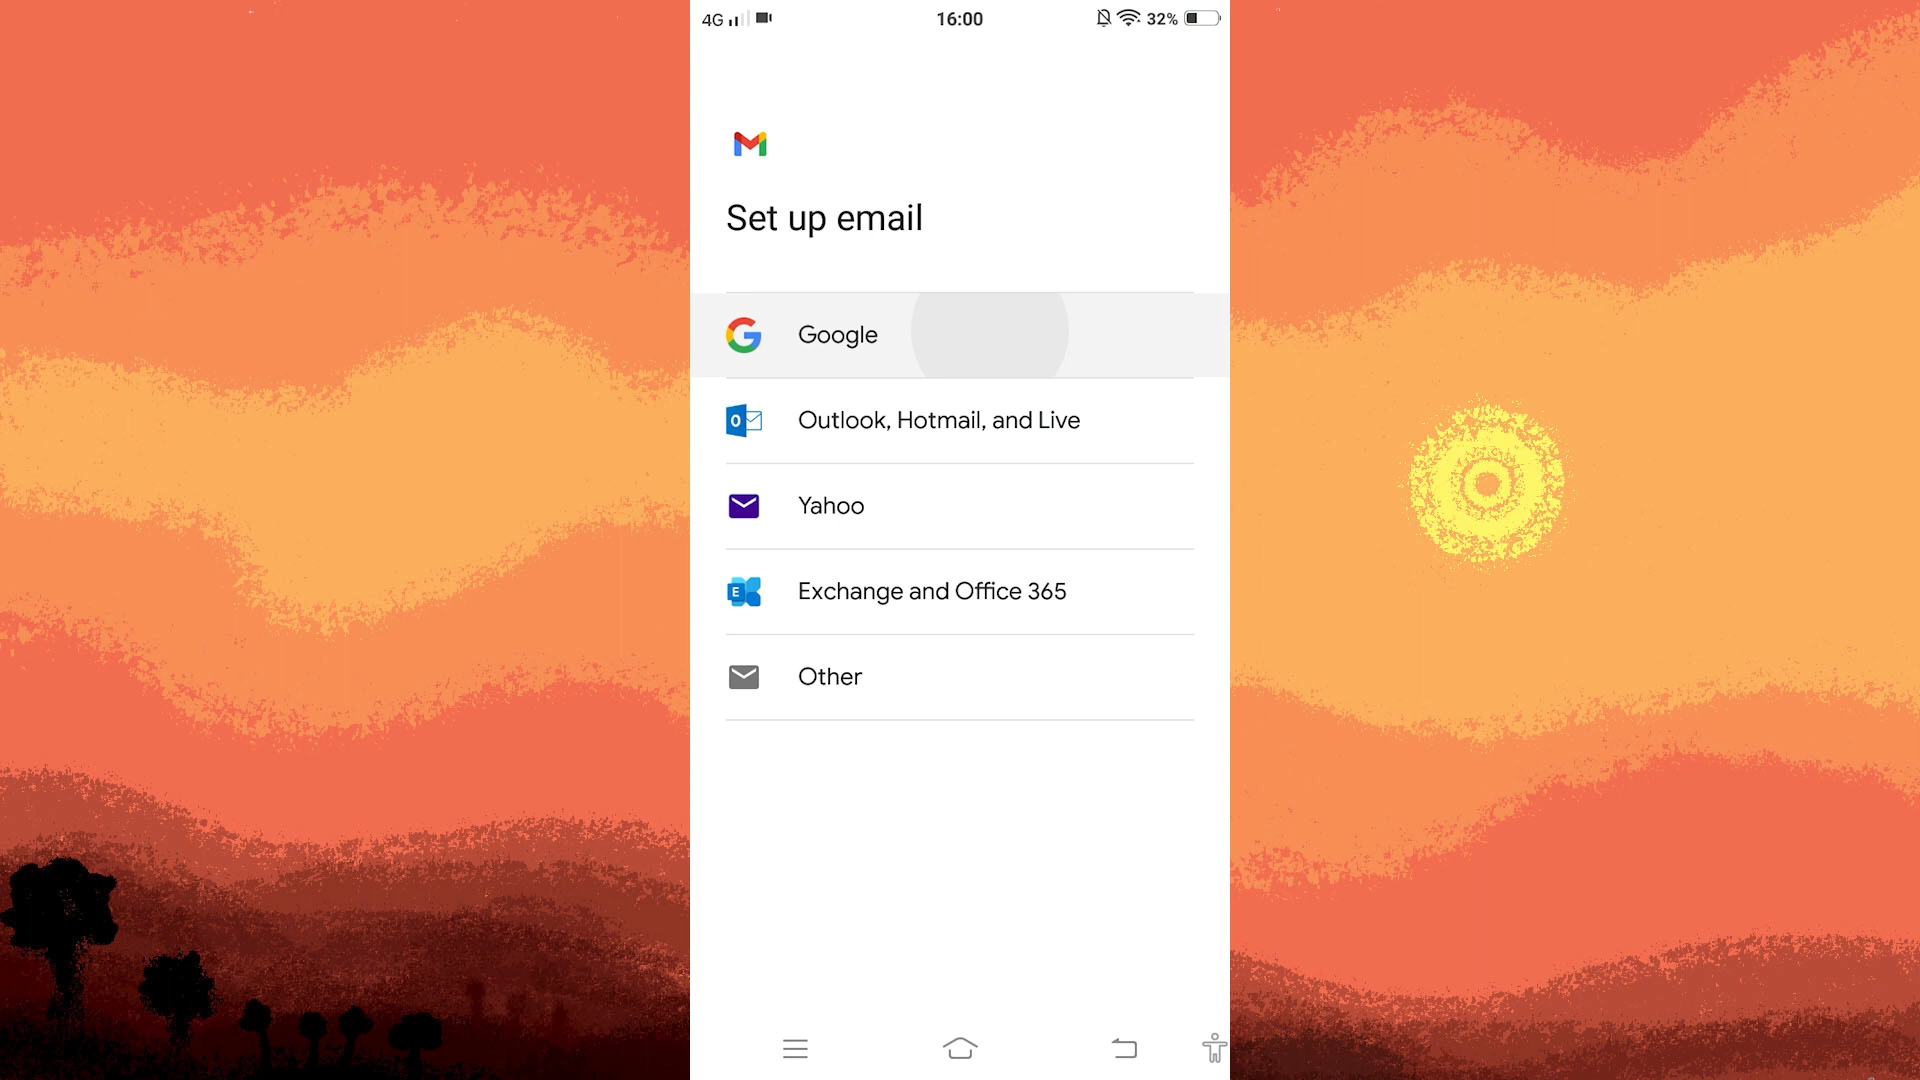 4G 16:00 32%
Set up email
Google
Outlook, Hotmail, and Live
Yahoo
Exchange and Office 365
Other